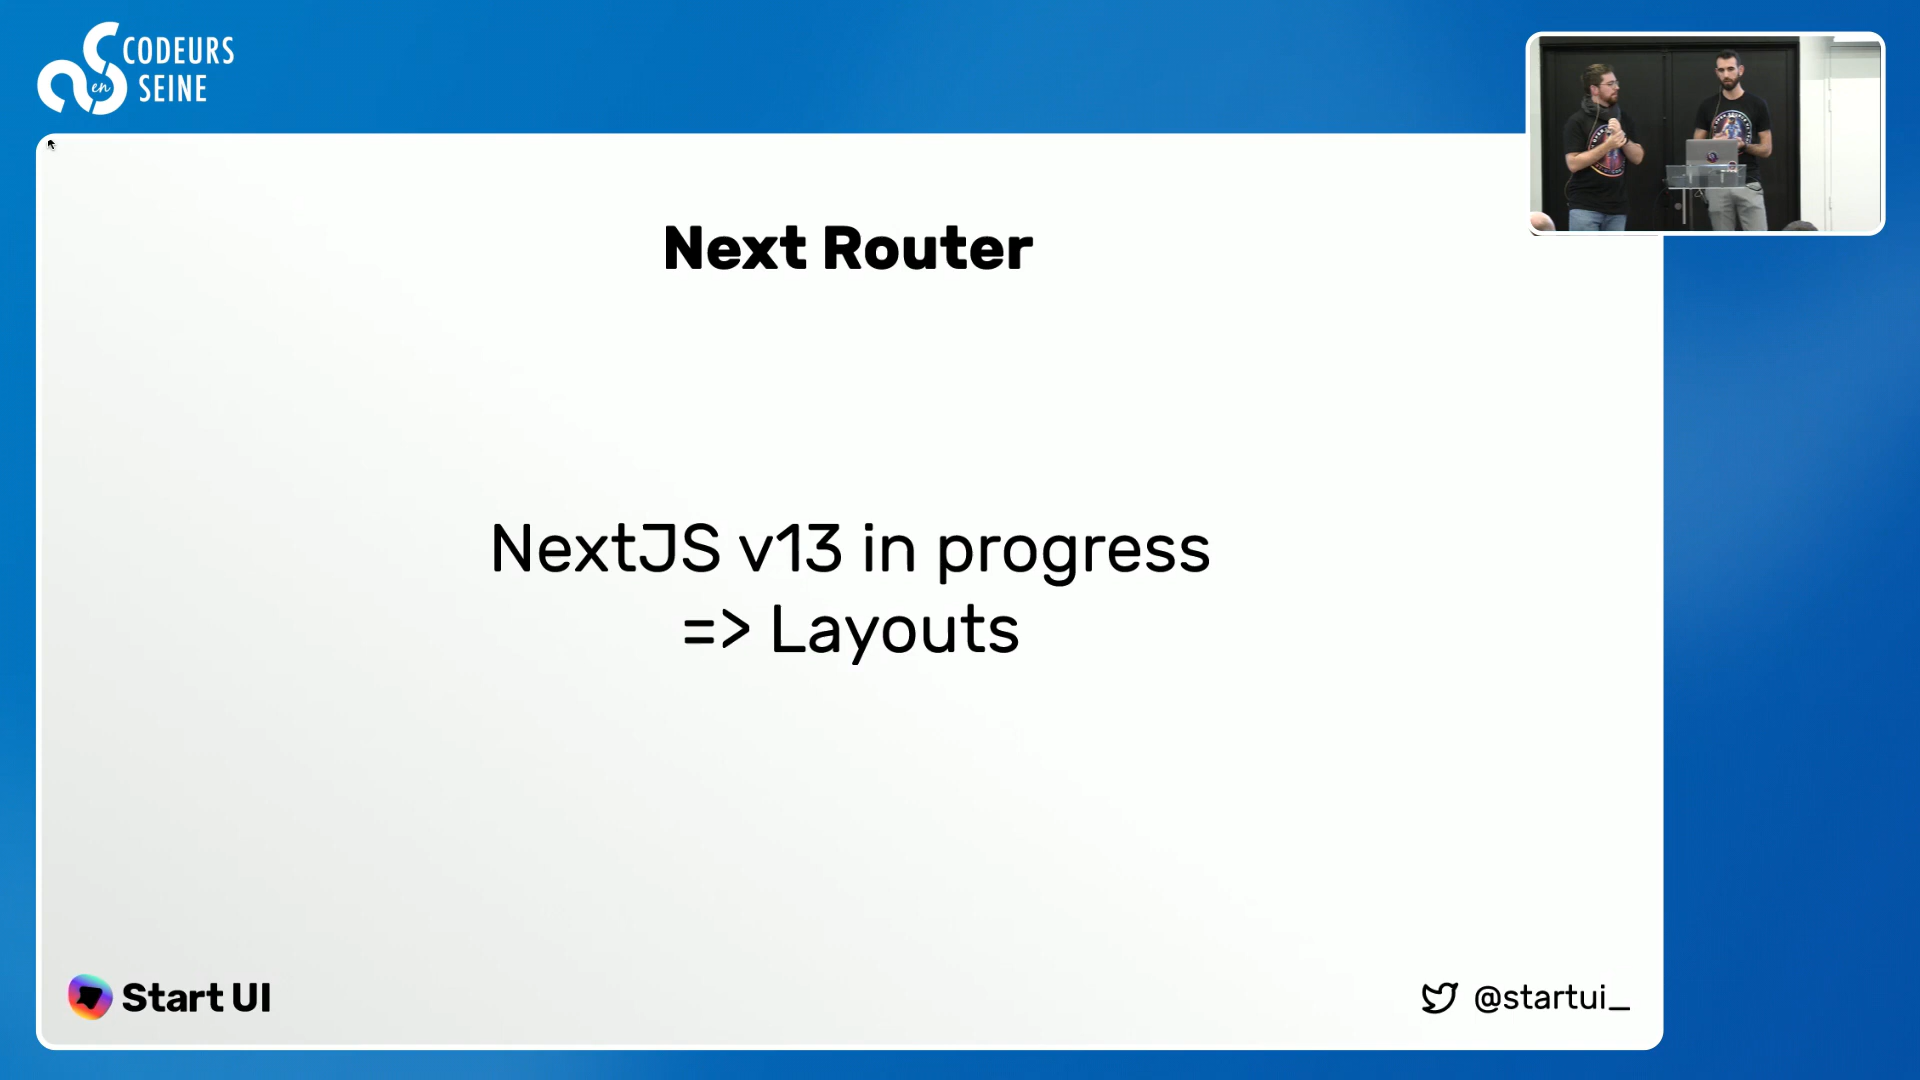 CODEURS
en SEINE
Next Router
NextJS v13 in progress
=> Layouts
Start UI
@startui_